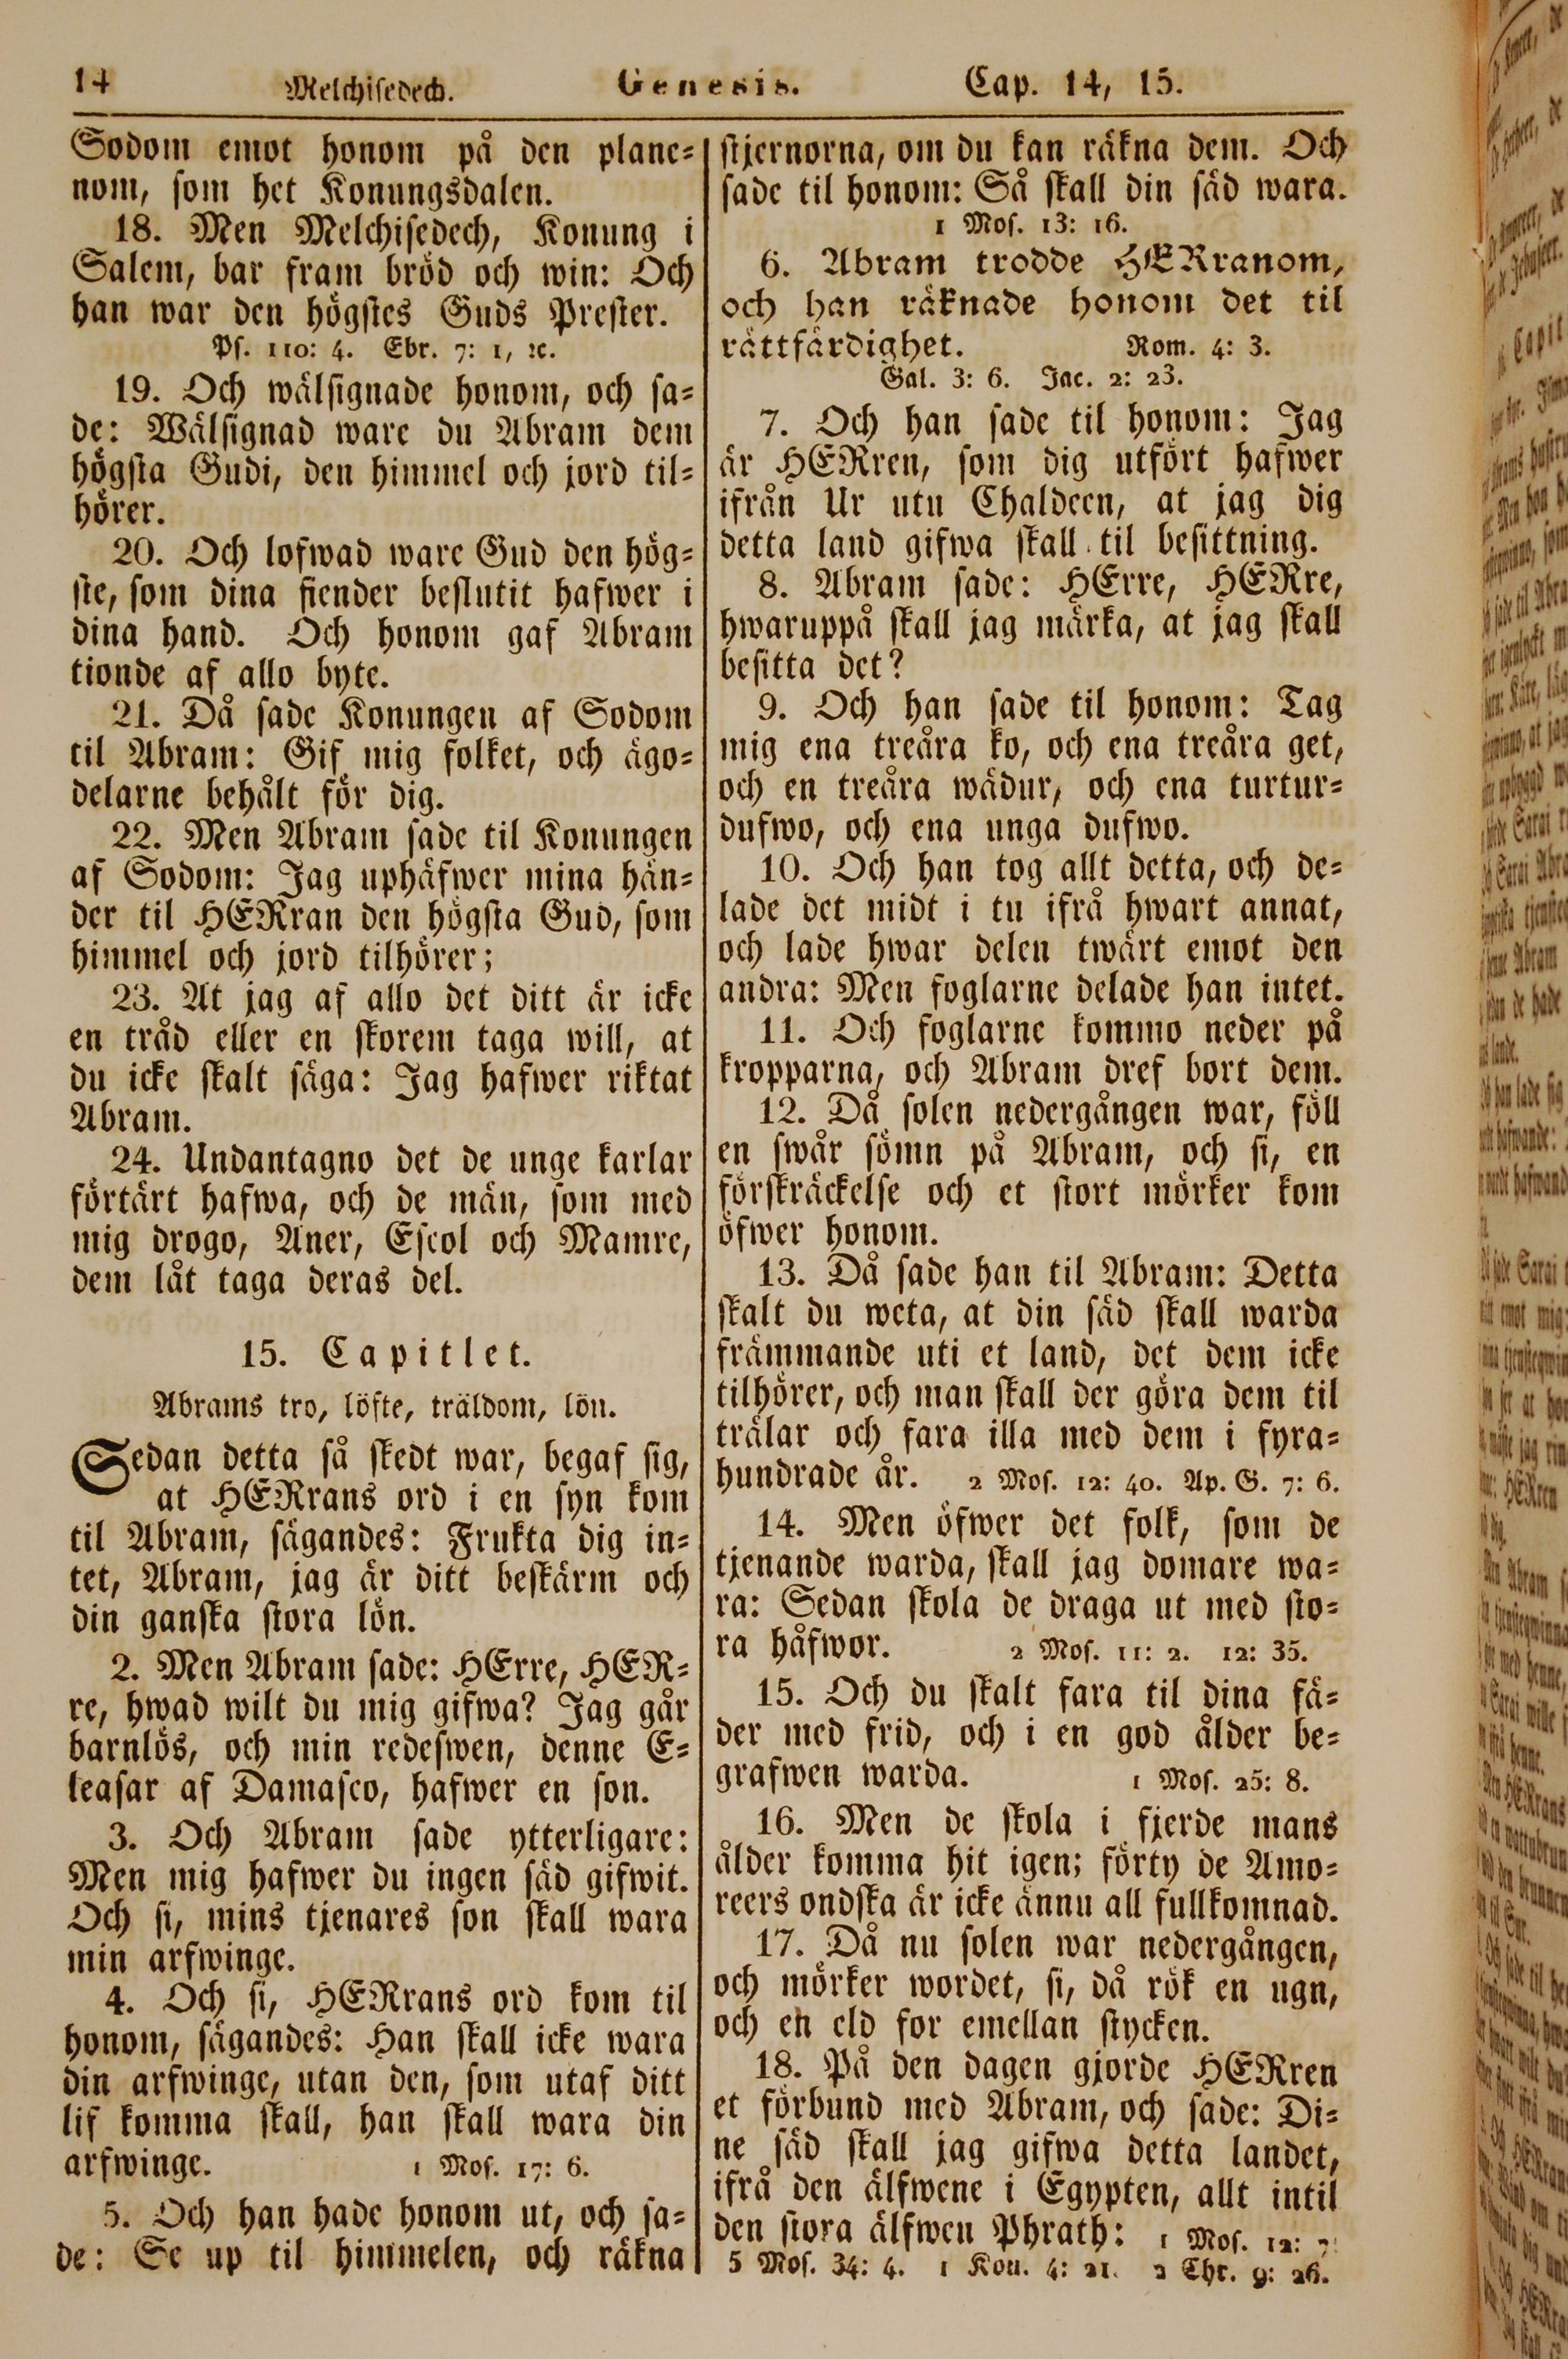 14 Melchisedech. Genesis. Cap. 14, 15.
Sodom emot honom på den plane-
nom, som het Konungsdalen.
18. Men Melchisedech, Konung i
Salem, bar fram bröd och win: Och
han war den högstes Guds Prester.
Ps. 110: 4. Ebr. 7: 1, ꝛc.
19. Och wälsignade honom, och sa-
de: Wälsignad ware du Abram dem
högsta Gudi, den himmel och jord til-
hörer.
20. Och lofwad ware Gud den hög-
ste, som dina fiender beslutit hafwer i
dina hand. Och honom gaf Abram
tionde af allo byte.
21. Då sade Konungen af Sodom
til Abram: Gif mig folket, och ägo-
delarne behålt för dig.
22. Men Abram sade til Konungen
af Sodom: Jag uphäfwer mina hän-
der til HERran den högsta Gud, som
himmel och jord tilhörer;
23. At jag af allo det ditt är icke
en tråd eller en skorem taga will, at
du icke skalt säga: Jag hafwer riktat
Abram.
24. Undantagno det de unge karlar
förtärt hafwa, och de män, som med
mig drogo, Aner, Escol och Mamre,
dem låt taga deras del.
15. Capitlet.
Abrams tro, löfte, träldom, lön.
Sedan detta så skedt war, begaf sig,
at HERrans ord i en syn kom
til Abram, sägandes: Frukta dig in-
tet, Abram, jag är ditt beskärm och
din ganska stora lön.
2. Men Abram sade: HErre, HER-
re, hwad wilt du mig gifwa? Jag går
barnlös, och min redeswen, denne E-
leasar af Damasco, hafwer en son.
3. Och Abram sade ytterligare:
Men mig hafwer du ingen säd gifwit.
Och si, mins tjenares son skall wara
min arfwinge.
4. Och si, HERrans ord kom til
honom, sägandes: Han skall icke wara
din arfwinge, utan den, som utaf ditt
lif komma skall, han skall wara din
arfwinge. 1 Mos. 17: 6.
5. Och han hade honom ut, och sa-
de: Se up til himmelen, och räkna
stjernorna, om du kan räkna dem. Och
sade til honom: Så skall din säd wara.
1 Mos. 13: 16.
6. Abram trodde HERranom,
och han räknade honom det til
rättfärdighet. Rom. 4: 3.
Gal. 3: 6. Jac. 2: 23.
7. Och han sade til honom: Jag
är HERren, som dig utfört hafwer
ifrån Ur utu Chaldeen, at jag dig
detta land gifwa skall til besittning.
8. Abram sade: HErre, HERre,
hwaruppå skall jag märka, at jag skall
besitta det?
9. Och han sade til honom: Tag
mig ena treåra ko, och ena treåra get,
och en treåra wädur, och ena turtur-
dufwo, och ena unga dufwo.
10. Och han tog allt detta, och de-
lade det midt i tu ifrå hwart annat,
och lade hwar delen twärt emot den
andra: Men foglarne delade han intet.
11. Och foglarne kommo neder på
kropparna, och Abram dref bort dem.
12. Då solen nedergången war, föll
en swår sömn på Abram, och si, en
förskräckelse och et stort mörker kom
öfwer honom.
13. Då sade han til Abram: Detta
skalt du weta, at din säd skall warda
främmande uti et land, det dem icke
tilhörer, och man skall der göra dem til
trälar och fara illa med dem i fyra-
hundrade år. 2 Mos. 12: 40. Ap. G. 7: 6.
14. Men öfwer det folk, som de
tjenande warda, skall jag domare wa-
ra: Sedan skola de draga ut med sto-
ra håfwor. 2 Mos. 11: 2. 12: 35.
15. Och du skalt fara til dina fä-
der med frid, och i en god ålder be-
grafwen warda. 1 Mos. 25: 8.
16. Men de skola i fjerde mans
ålder komma hit igen; förty de Amo-
reers ondska är icke ännu all fullkomnad.
17. Då nu solen war nedergången,
och mörker wordet, si, då rök en ugn,
och en eld for emellan stycken.
18. På den dagen gjorde HERren
et förbund med Abram, och sade: Di-
ne säd skall jag gifwa detta landet,
ifrå den älfwene i Egypten, allt intil
den stora älfwen Phrath: 1 Mos. 12: 7.
5 Mos. 34: 4. 1 Kon. 4: 21. 2 Chr. 9: 26.